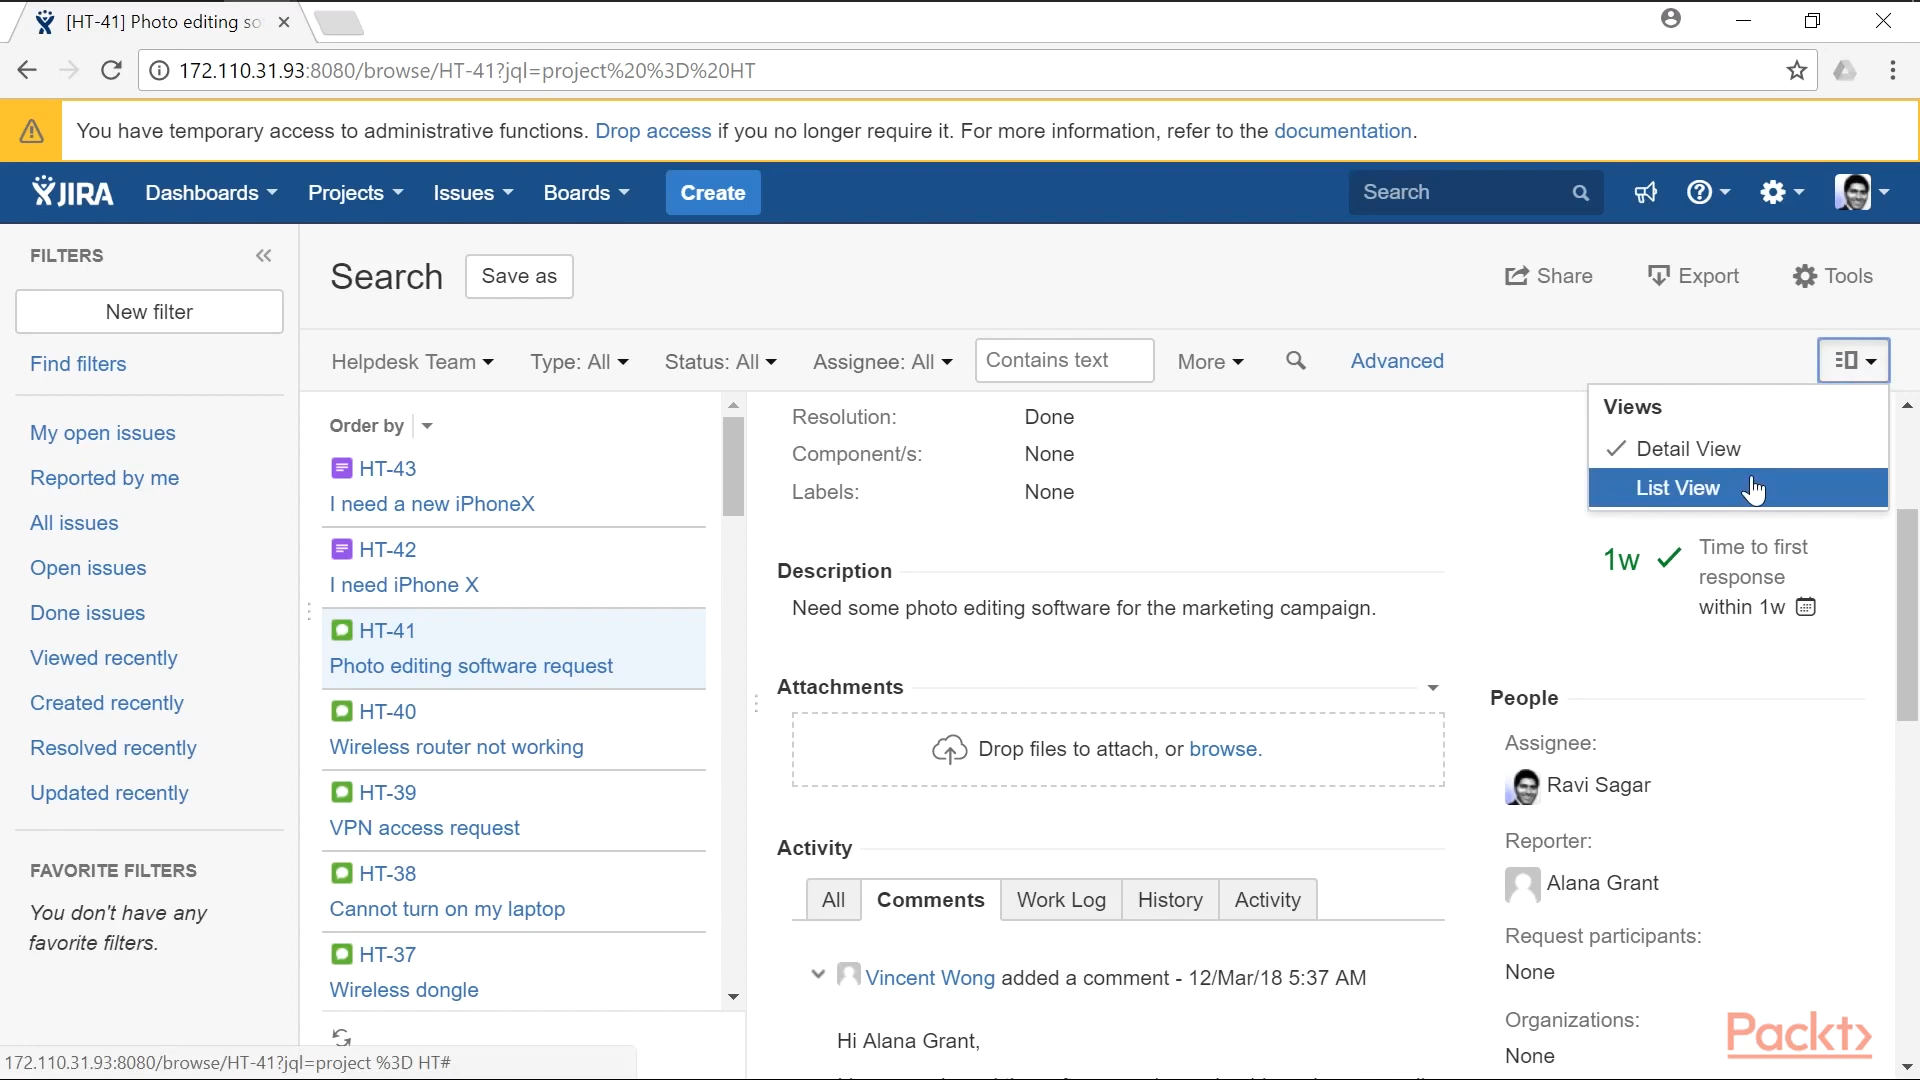 [HT-41] Photo editing so
172.110.31.93:8080/browse/HT-41?jql=project%20%3D%20HT
You have temporary access to administrative functions. Drop access if you no longer require it. For more information, refer to the documentation.
JIRA Dashboards Projects Issues Boards Create Search
FILTERS
New filter
Find filters
My open issues
Reported by me
All issues
Open issues
Done issues
Viewed recently
Created recently
Resolved recently
Updated recently
FAVORITE FILTERS
You don't have any
favorite filters.
Search Save as Share Export Tools
Helpdesk Team Type: All Status: All Assignee: All Contains text More Advanced
Views
Detail View
List View
Order by
HT-43
I need a new iPhoneX
HT-42
I need iPhone X
HT-41
Photo editing software request
HT-40
Wireless router not working
HT-39
VPN access request
HT-38
Cannot turn on my laptop
HT-37
Wireless dongle
Resolution: Done
Component/s: None
Labels: None
Description
Need some photo editing software for the marketing campaign.
Attachments
Drop files to attach, or browse.
Activity
All Comments Work Log History Activity
Vincent Wong added a comment - 12/Mar/18 5:37 AM
Hi Alana Grant,
1w Time to first
response
within 1w
People
Assignee:
Ravi Sagar
Reporter:
Alana Grant
Request participants:
None
Organizations:
None
Packt>
172.110.31.93:8080/browse/HT-41?jql=project %3D HT#